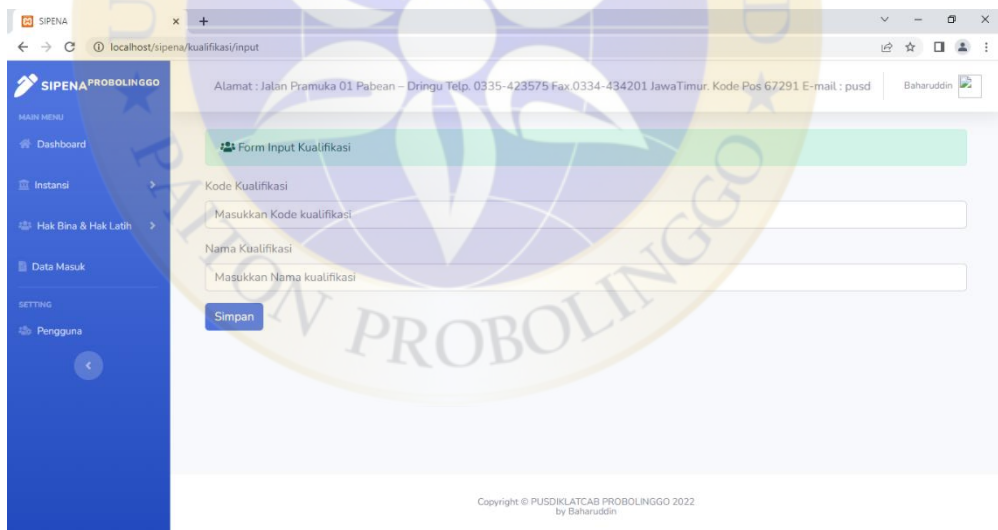 SIPENA
localhost/sipena/kualifikasi/input
SIPENA PROBOLINGGO
Alamat : Jalan Pramuka 01 Pabean – Dringu Telp. 0335-423575 Fax.0334-434201 JawaTimur. Kode Pos 67291 E-mail : pusd
Baharuddin
MAIN MENU
Dashboard
Instansi
Hak Bina & Hak Latih
Data Masuk
SETTING
Pengguna
Form Input Kualifikasi
Kode Kualifikasi
Masukkan Kode kualifikasi
Nama Kualifikasi
Masukkan Nama kualifikasi
Simpan
PAITON PROBOLINGGO
Copyright © PUSDIKLATCAB PROBOLINGGO 2022
by Baharuddin